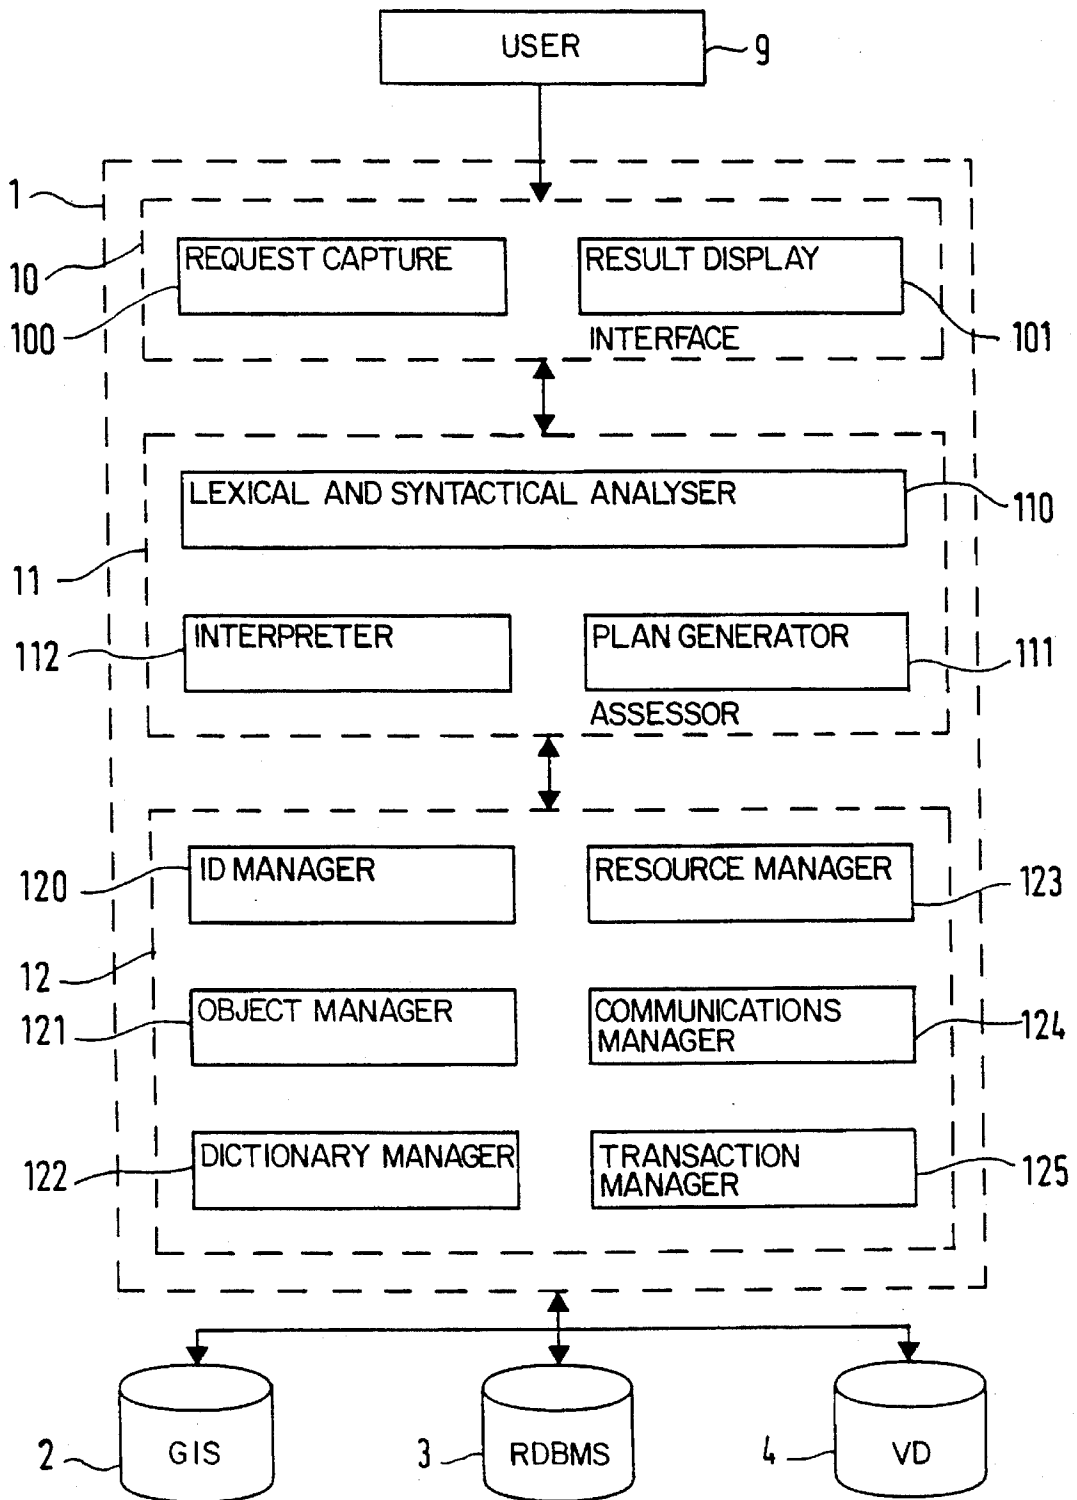 USER
9
1
10
REQUEST CAPTURE
RESULT DISPLAY
100
INTERFACE
101
LEXICAL AND SYNTACTICAL ANALYSER
110
11
INTERPRETER
PLAN GENERATOR
112
111
ASSESSOR
ID MANAGER
RESOURCE MANAGER
120
123
12
OBJECT MANAGER
COMMUNICATIONS
MANAGER
121
124
DICTIONARY MANAGER
TRANSACTION
MANAGER
122
125
2
GIS
3
RDBMS
4
VD